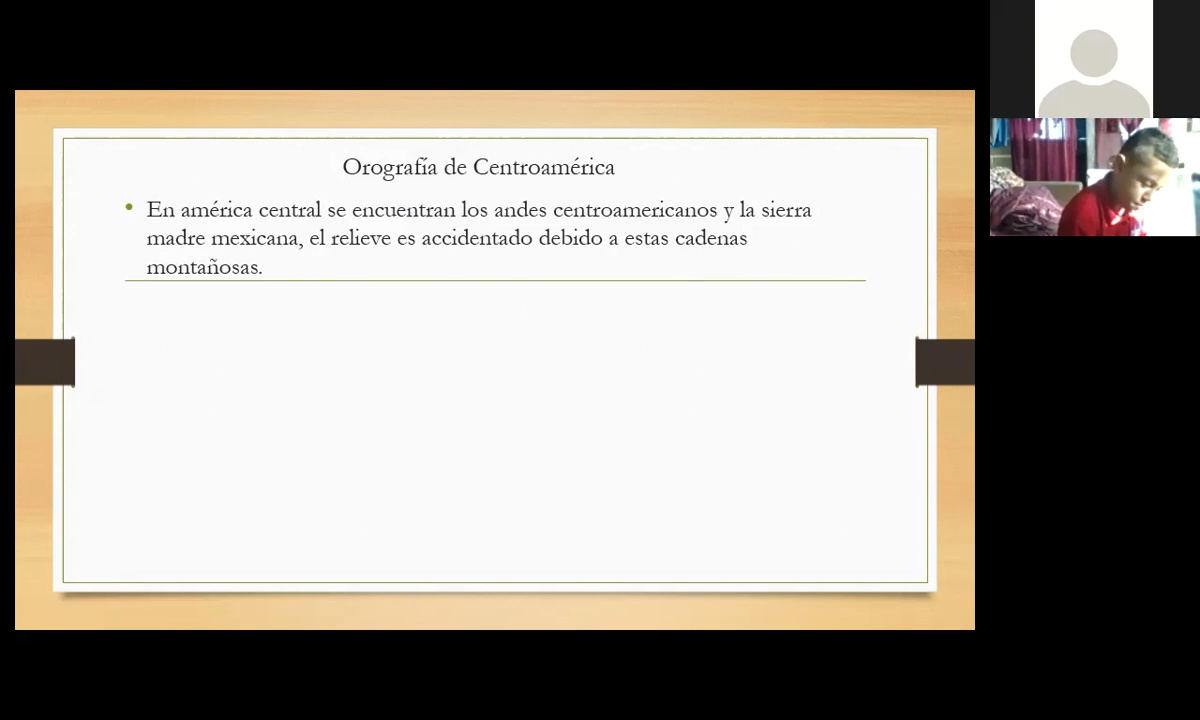 Orografía de Centroamérica
• En américa central se encuentran los andes centroamericanos y la sierra
madre mexicana, el relieve es accidentado debido a estas cadenas
montañosas.